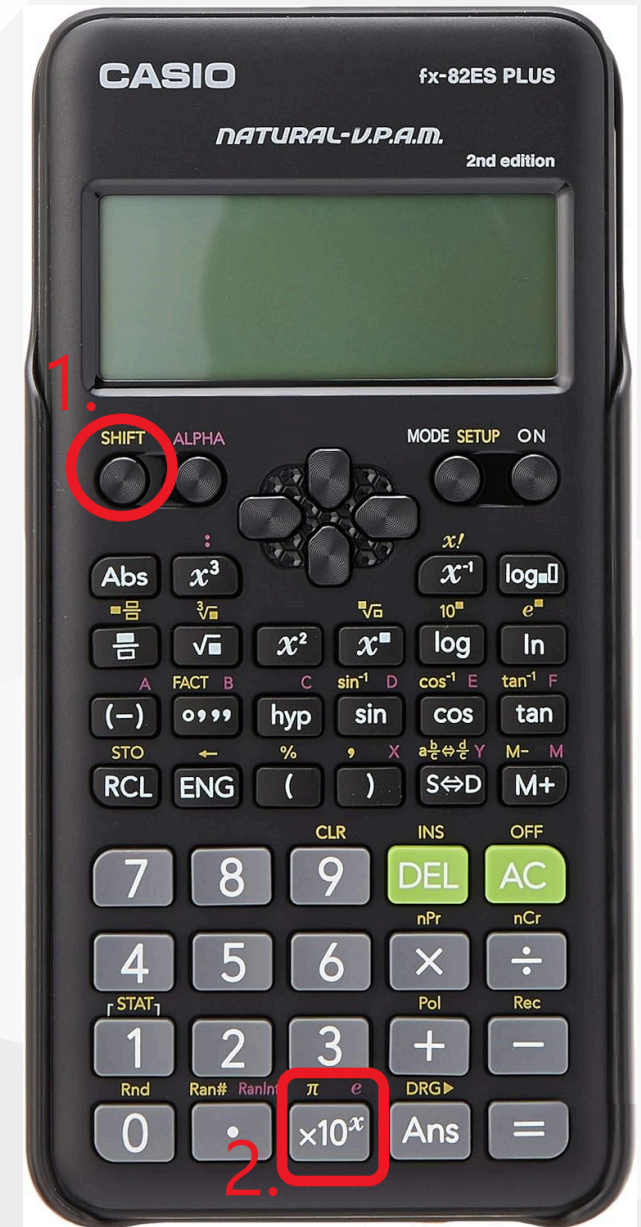 CASIO fx-82ES PLUS
NATURAL-V.P.A.M.
2nd edition
1.
SHIFT ALPHA MODE SETUP ON
: x!
Abs x³ x⁻¹ log■▯
■▤ ³√■ ■√▫ 10■ e■
√■ x² x■ log ln
A FACT B C sin⁻¹ D cos⁻¹ E tan⁻¹ F
(−) °,,, hyp sin cos tan
STO ← % , X a b/c⇔d/c Y M− M
RCL ENG ( ) S⇔D M+
CLR INS OFF
7 8 9 DEL AC
nPr nCr
4 5 6 × ÷
STAT Pol Rec
1 2 3 + −
Rnd Ran# RanInt π e DRG▶
0 . ×10ˣ Ans =
2.